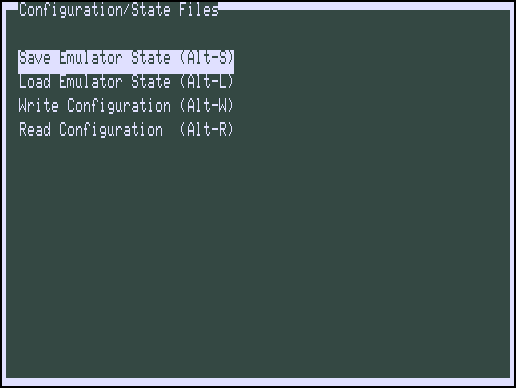 Configuration/State Files
Save Emulator State (Alt-S)
Load Emulator State (Alt-L)
Write Configuration (Alt-W)
Read Configuration  (Alt-R)